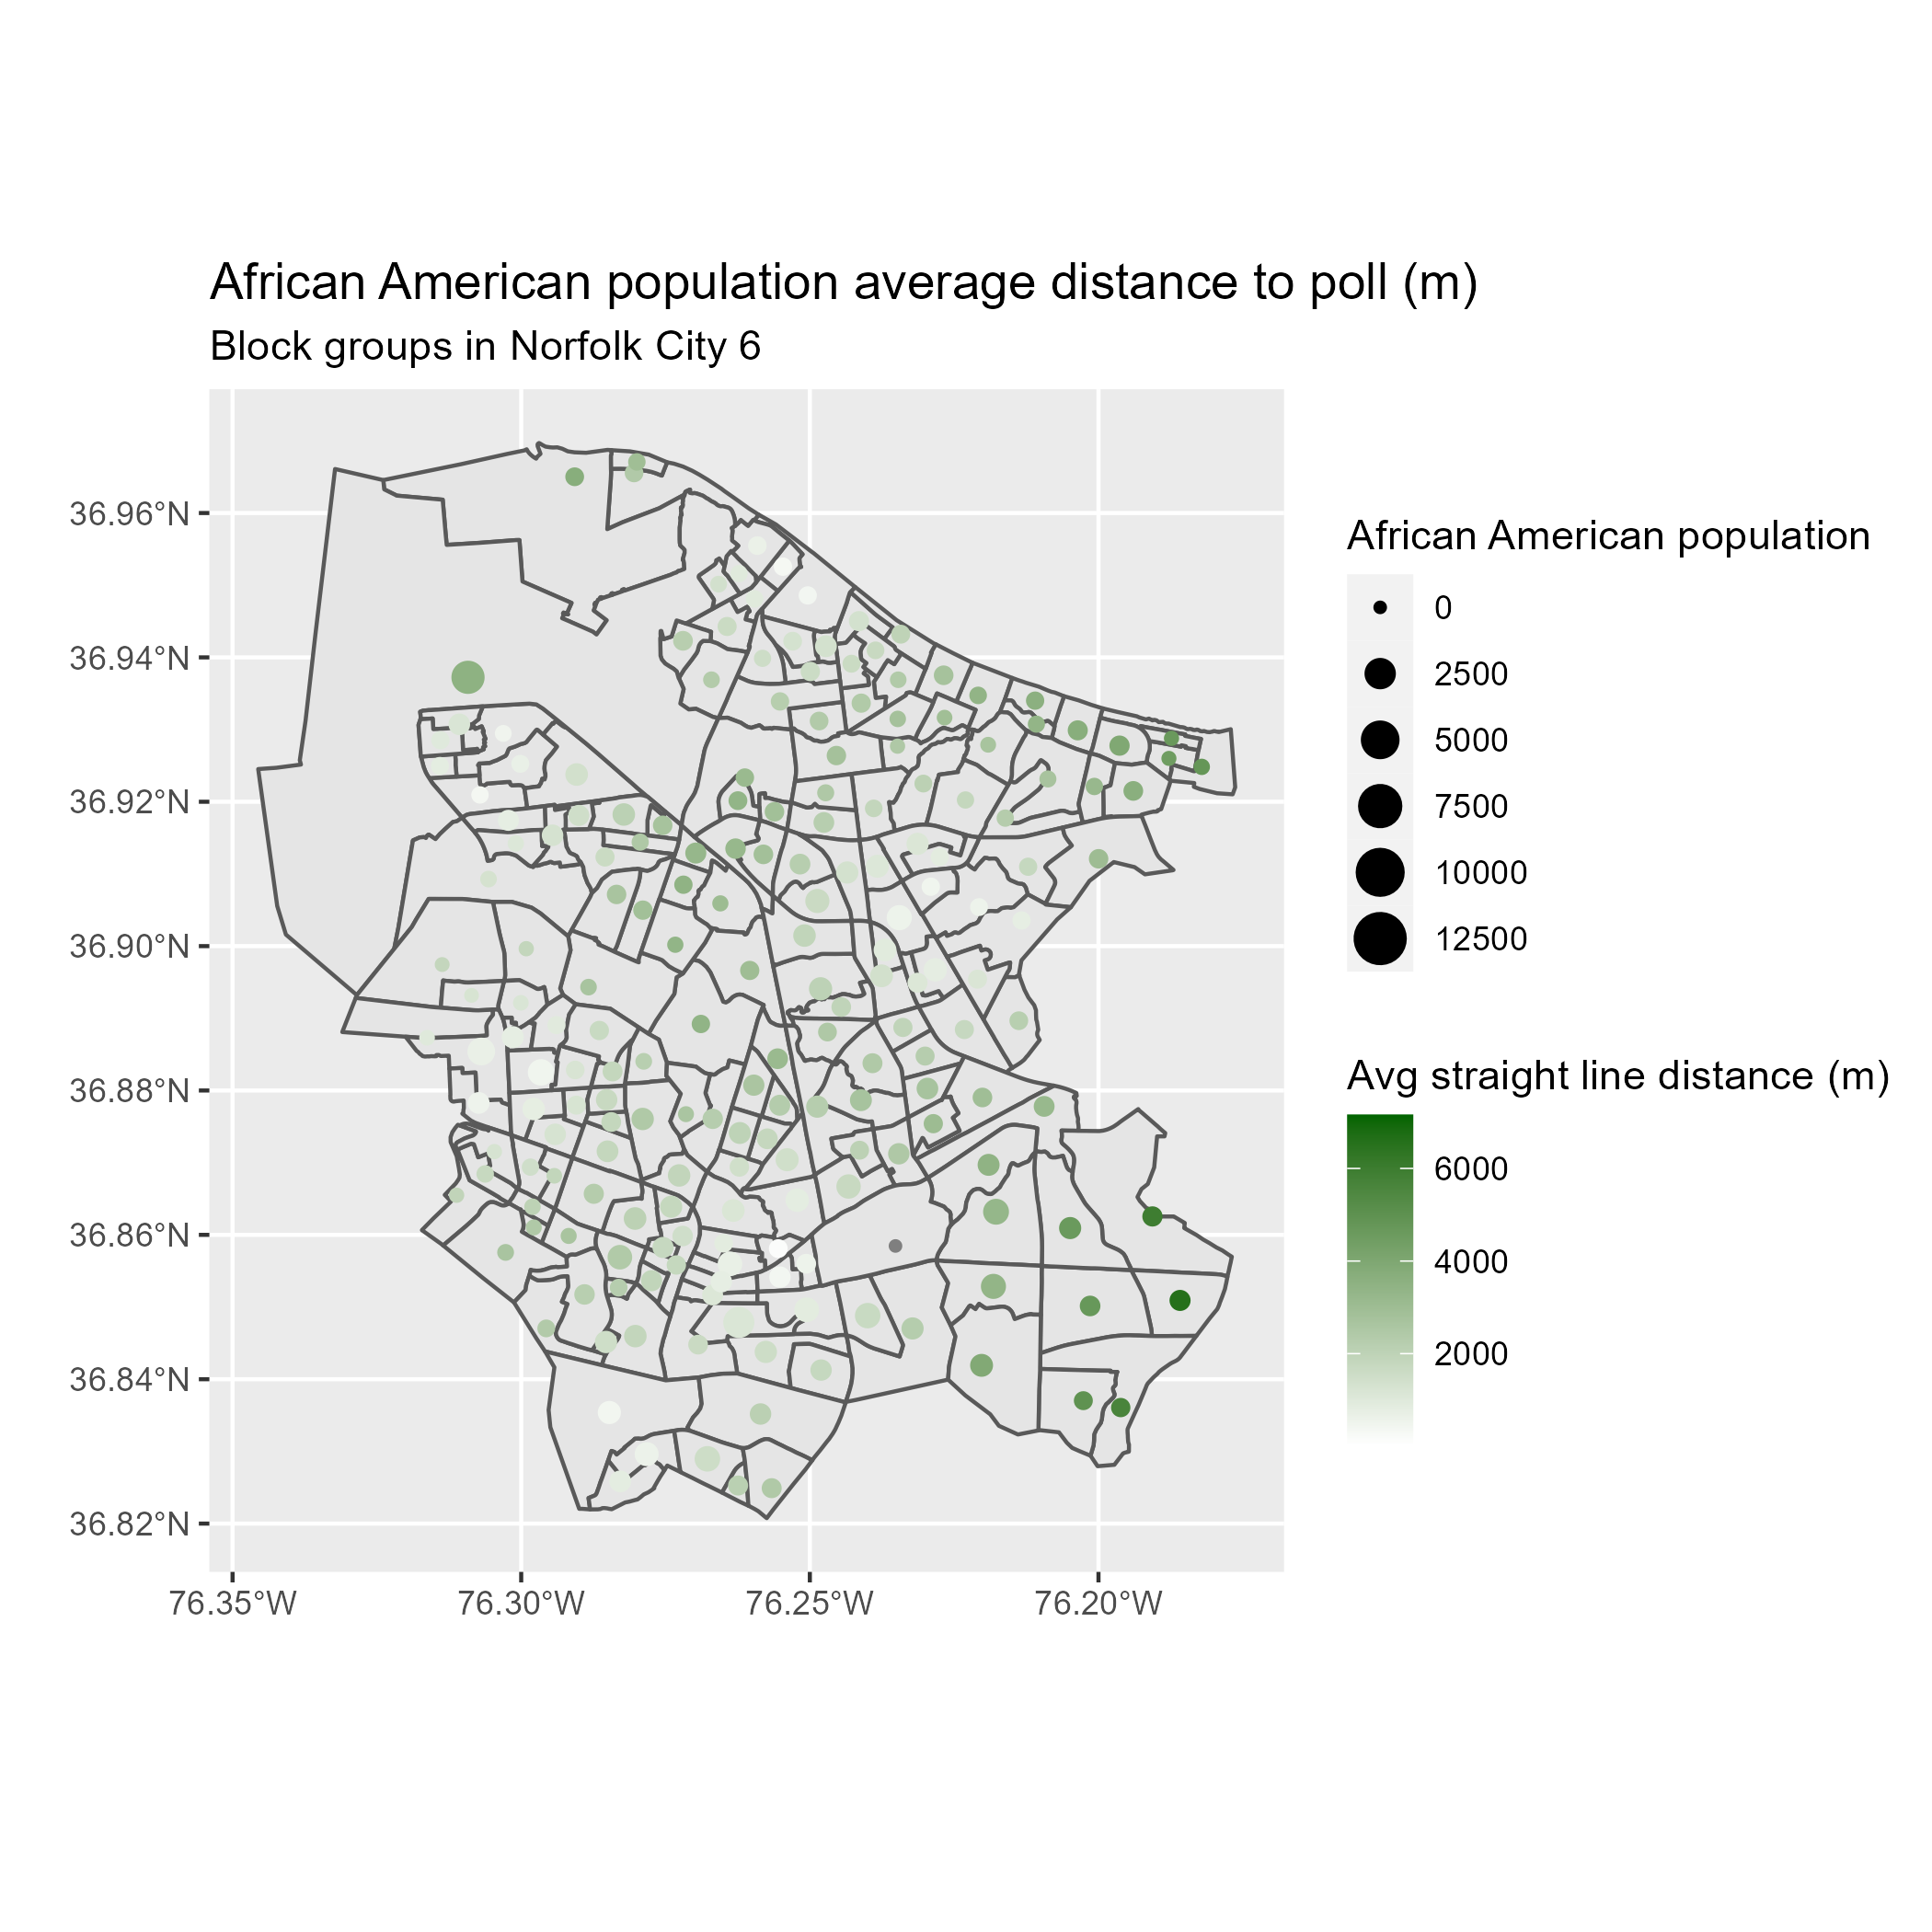 African American population average distance to poll (m)
Block groups in Norfolk City 6
36.96°N
36.94°N
36.92°N
36.90°N
36.88°N
36.86°N
36.84°N
36.82°N
76.35°W
76.30°W
76.25°W
76.20°W
African American population
0
2500
5000
7500
10000
12500
Avg straight line distance (m)
6000
4000
2000